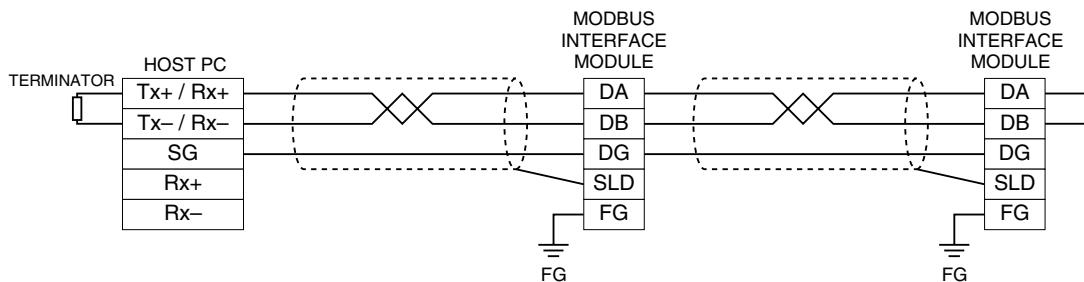 TERMINATOR
HOST PC
Tx+ / Rx+
Tx– / Rx–
SG
Rx+
Rx–
MODBUS
INTERFACE
MODULE
DA
DB
DG
SLD
FG
FG
MODBUS
INTERFACE
MODULE
DA
DB
DG
SLD
FG
FG